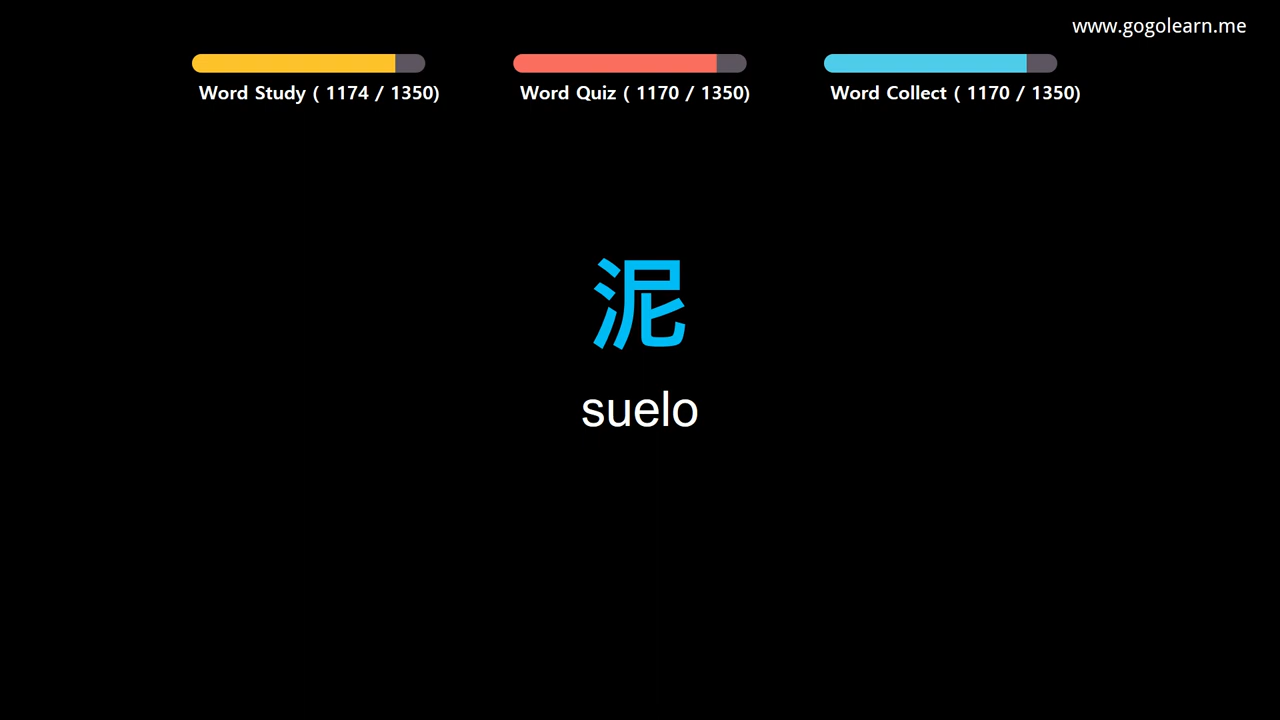 www.gogolearn.me
Word Study ( 1174 / 1350)
Word Quiz ( 1170 / 1350)
Word Collect ( 1170 / 1350)
泥
suelo